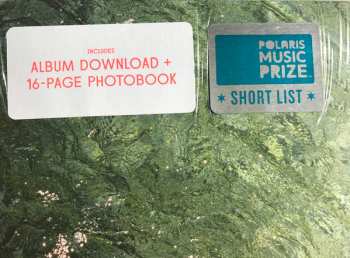 INCLUDES
ALBUM DOWNLOAD +
16-PAGE PHOTOBOOK
POLARIS
MUSIC
PRIZE
* SHORT LIST *